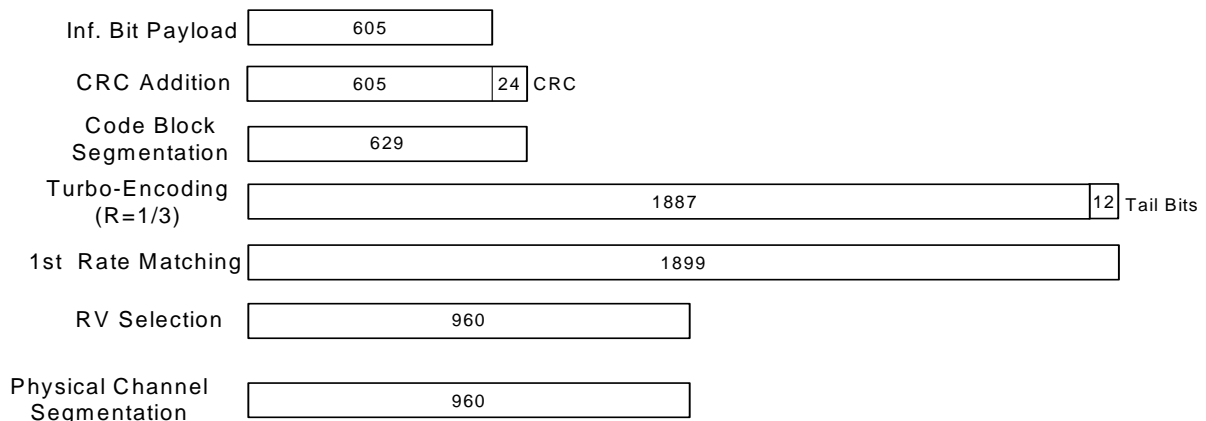 Inf. Bit Payload 605
CRC Addition 605 24 CRC
Code Block
Segmentation 629
Turbo-Encoding
(R=1/3) 1887 12 Tail Bits
1st Rate Matching 1899
RV Selection 960
Physical Channel
Segmentation 960